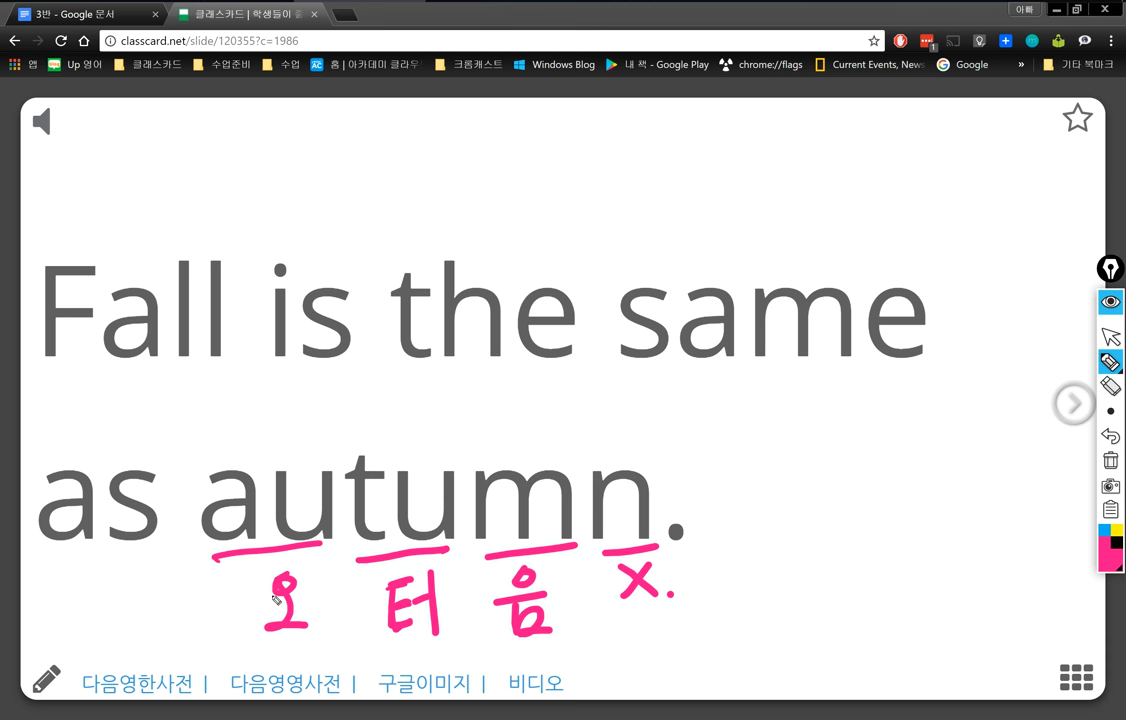 3반 - Google 문서
클래스카드 | 학생들이 줄
아빠
classcard.net/slide/120355?c=1986
1
앱
Up 영어
클래스카드
수업준비
수업
홈 | 아카데미 클라우
크롬캐스트
Windows Blog
내 책 - Google Play
chrome://flags
Current Events, News
Google
»
기타 북마크
Fall is the same
as autumn.
오 터 음 X.
다음영한사전 | 다음영영사전 | 구글이미지 | 비디오